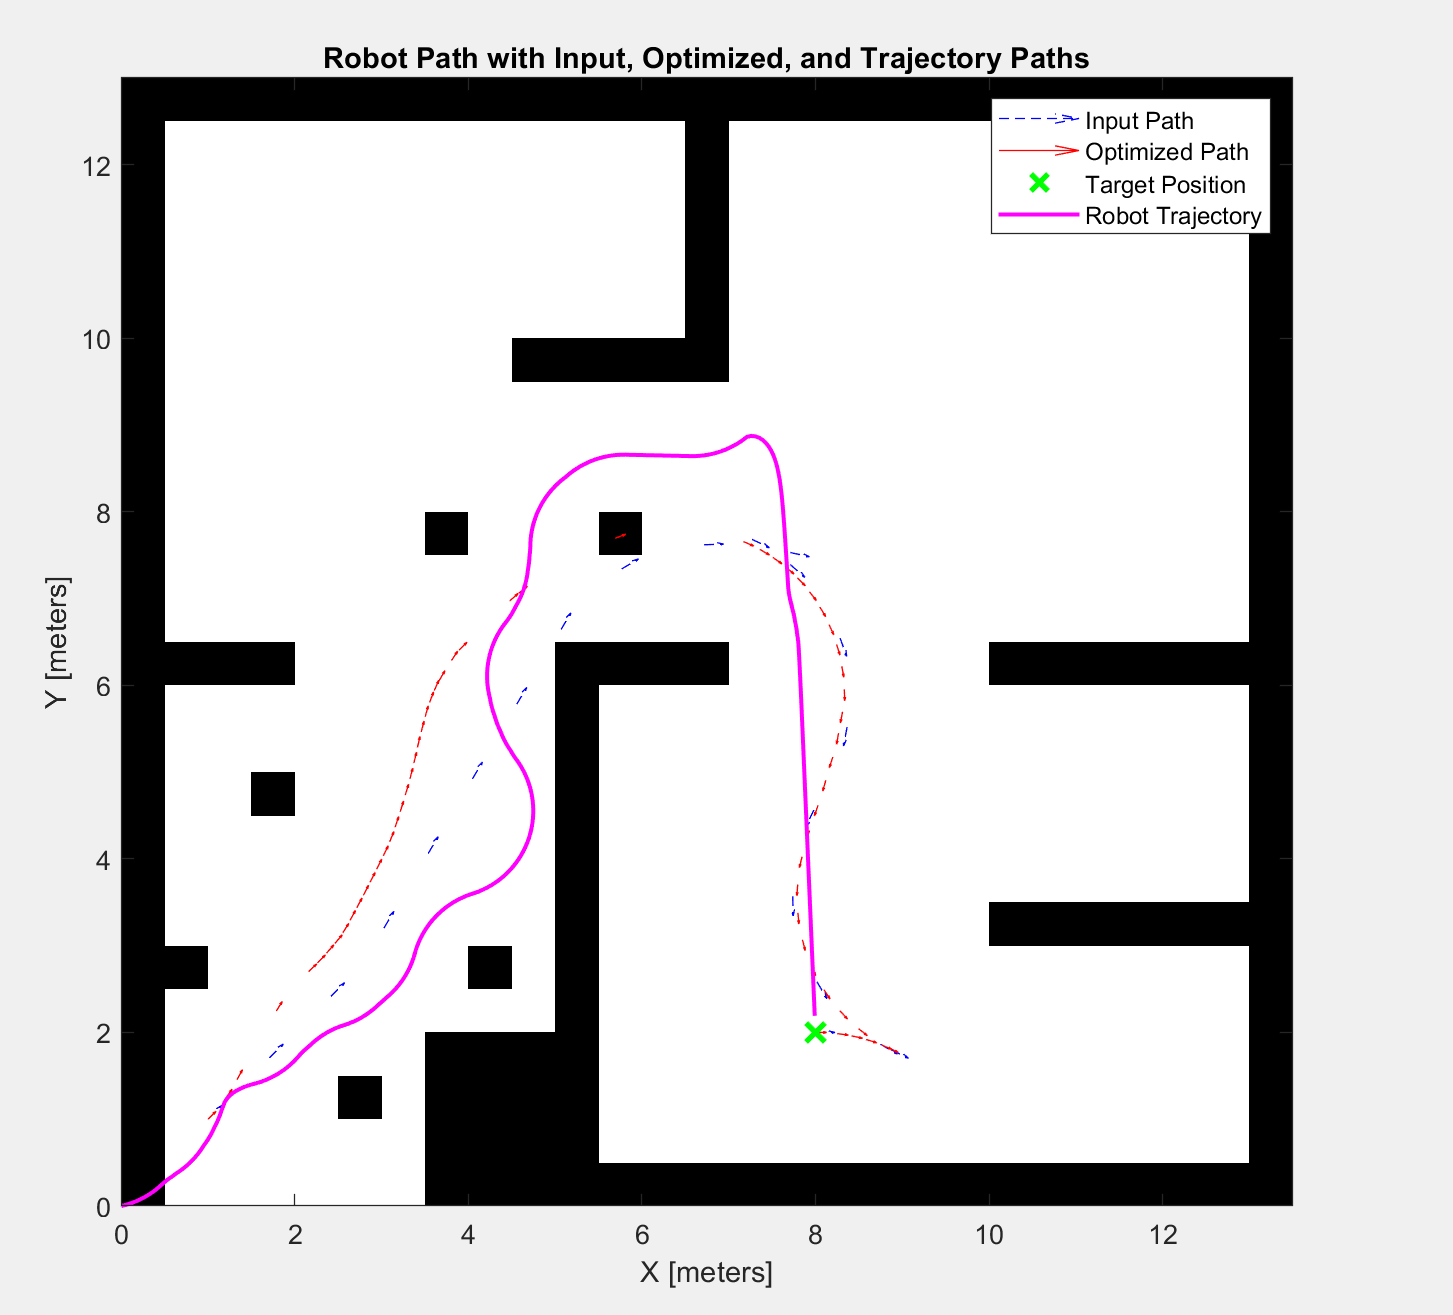 Robot Path with Input, Optimized, and Trajectory Paths
Input Path
Optimized Path
Target Position
Robot Trajectory
12
10
8
6
4
2
0
Y [meters]
0 2 4 6 8 10 12
X [meters]